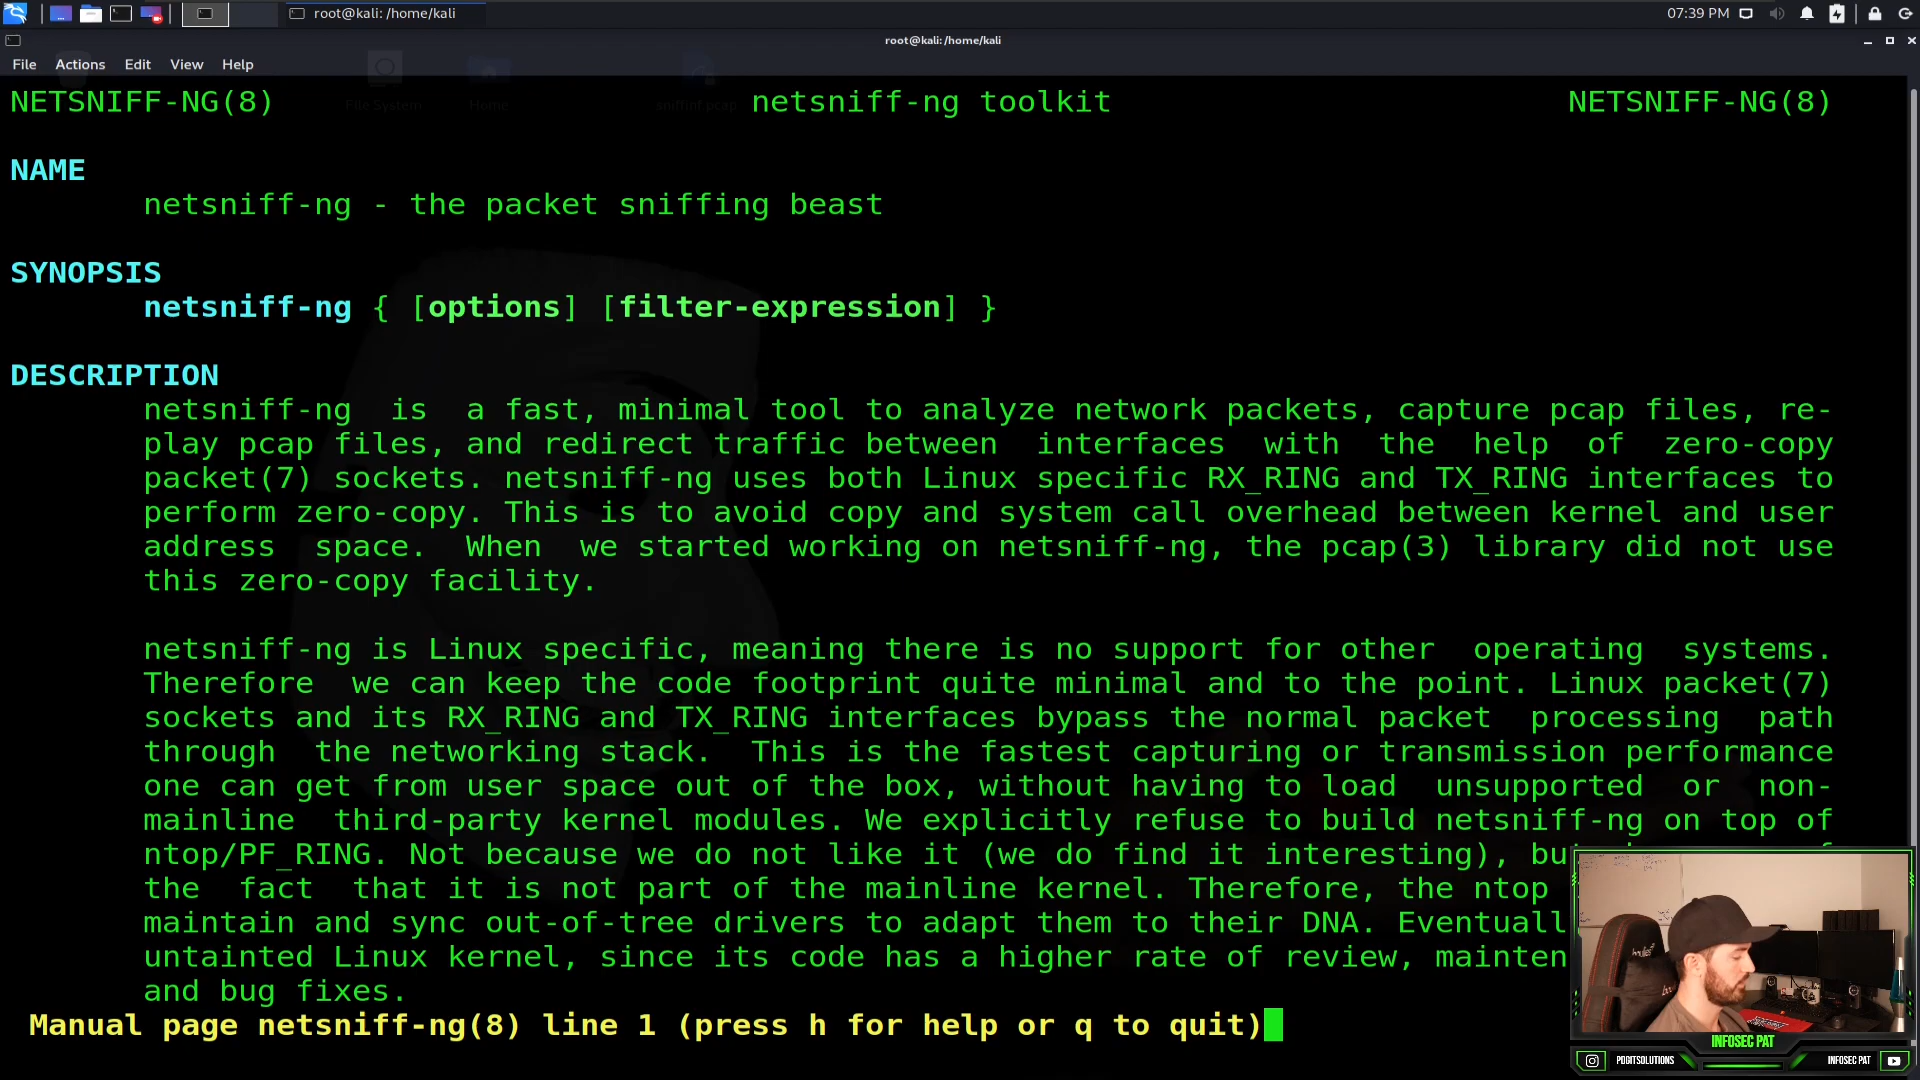 root@kali: /home/kali
07:39 PM
root@kali:/home/kali
File Actions Edit View Help
File System Home
NETSNIFF-NG(8) netsniff-ng toolkit NETSNIFF-NG(8)
NAME
netsniff-ng - the packet sniffing beast
SYNOPSIS
netsniff-ng { [options] [filter-expression] }
DESCRIPTION
netsniff-ng is a fast, minimal tool to analyze network packets, capture pcap files, re-
play pcap files, and redirect traffic between interfaces with the help of zero-copy
packet(7) sockets. netsniff-ng uses both Linux specific RX_RING and TX_RING interfaces to
perform zero-copy. This is to avoid copy and system call overhead between kernel and user
address space. When we started working on netsniff-ng, the pcap(3) library did not use
this zero-copy facility.
netsniff-ng is Linux specific, meaning there is no support for other operating systems.
Therefore we can keep the code footprint quite minimal and to the point. Linux packet(7)
sockets and its RX_RING and TX_RING interfaces bypass the normal packet processing path
through the networking stack. This is the fastest capturing or transmission performance
one can get from user space out of the box, without having to load unsupported or non-
mainline third-party kernel modules. We explicitly refuse to build netsniff-ng on top of
ntop/PF_RING. Not because we do not like it (we do find it interesting),
the fact that it is not part of the mainline kernel. Therefore, the ntop
maintain and sync out-of-tree drivers to adapt them to their DNA. Eventuall
untainted Linux kernel, since its code has a higher rate of review, mainten
and bug fixes.
Manual page netsniff-ng(8) line 1 (press h for help or q to quit)
INFOSEC PAT
PDDITSOLUTIONS INFOSEC PAT